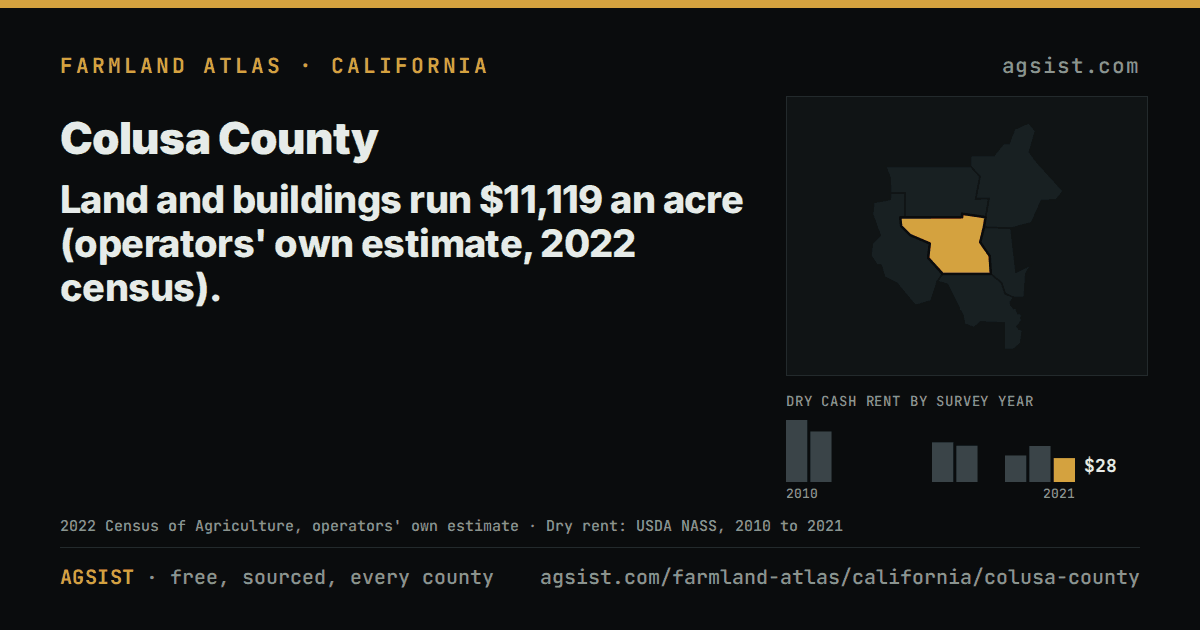 FARMLAND ATLAS · CALIFORNIA
agsist.com
Colusa County
Land and buildings run $11,119 an acre
(operators' own estimate, 2022
census).
DRY CASH RENT BY SURVEY YEAR
$28
2010
2021
2022 Census of Agriculture, operators' own estimate · Dry rent: USDA NASS, 2010 to 2021
AGSIST · free, sourced, every county
agsist.com/farmland-atlas/california/colusa-county